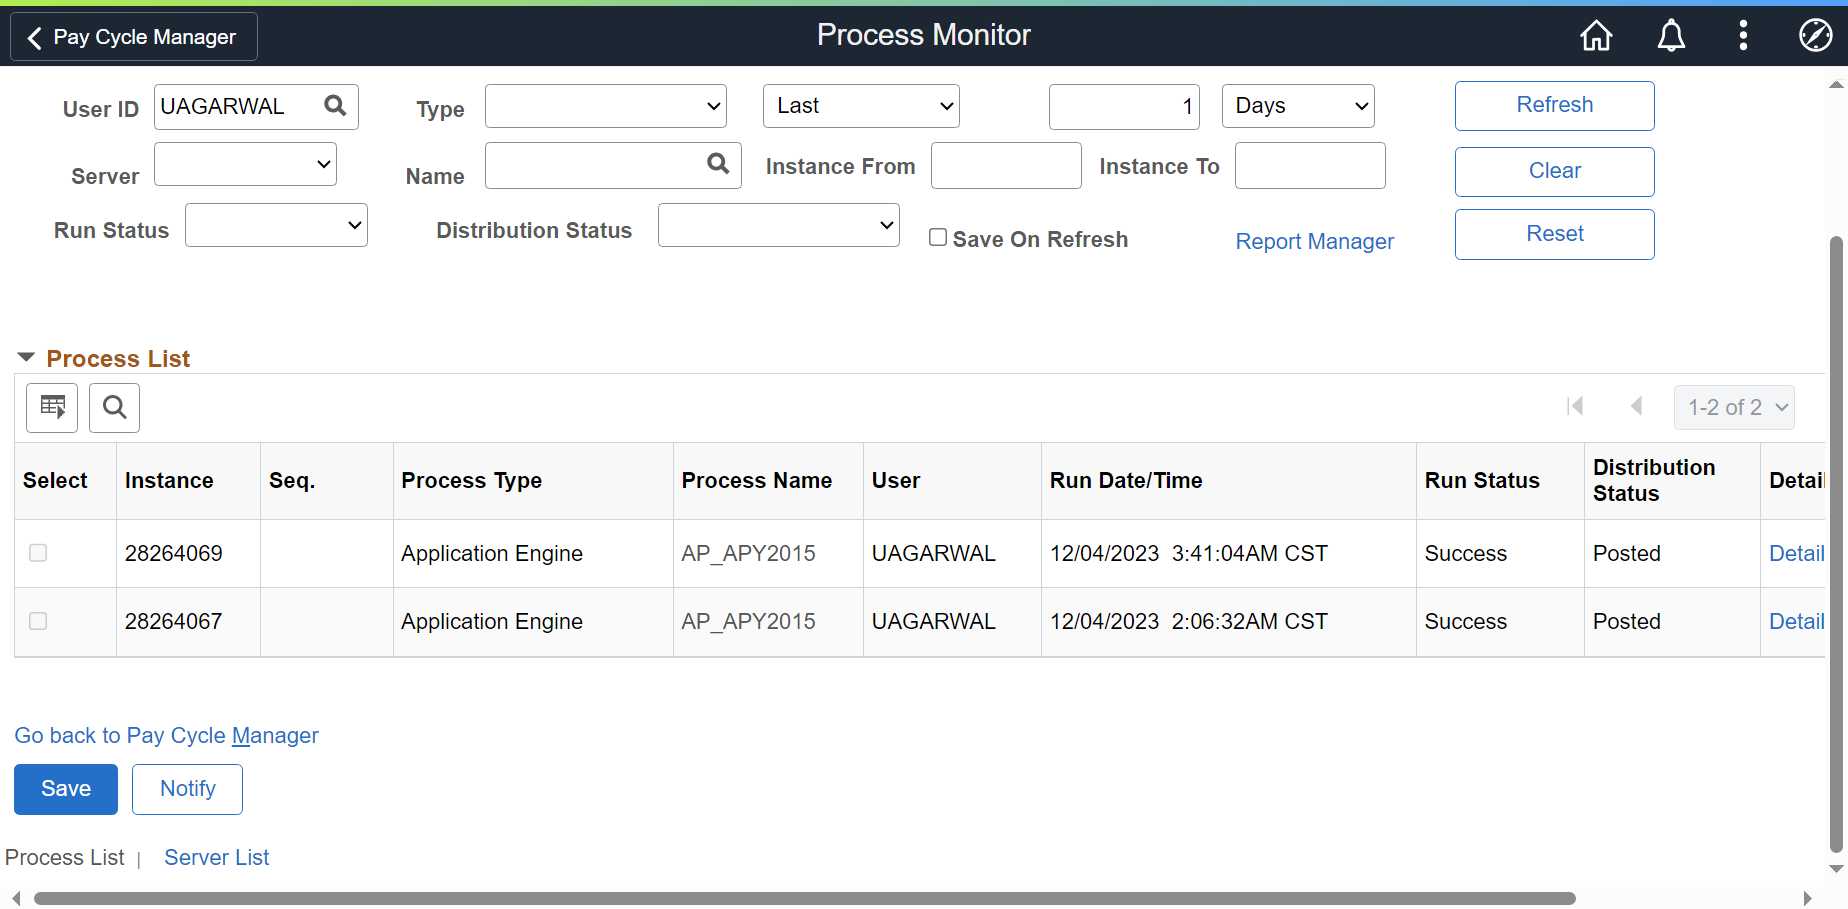 Pay Cycle Manager
Process Monitor
User ID UAGARWAL Type Last 1 Days Refresh
Server Name Instance From Instance To Clear
Run Status Distribution Status Save On Refresh Report Manager Reset
Process List
1-2 of 2
Select Instance Seq. Process Type Process Name User Run Date/Time Run Status Distribution Status Detail
28264069 Application Engine AP_APY2015 UAGARWAL 12/04/2023 3:41:04AM CST Success Posted Detail
28264067 Application Engine AP_APY2015 UAGARWAL 12/04/2023 2:06:32AM CST Success Posted Detail
Go back to Pay Cycle Manager
Save Notify
Process List | Server List